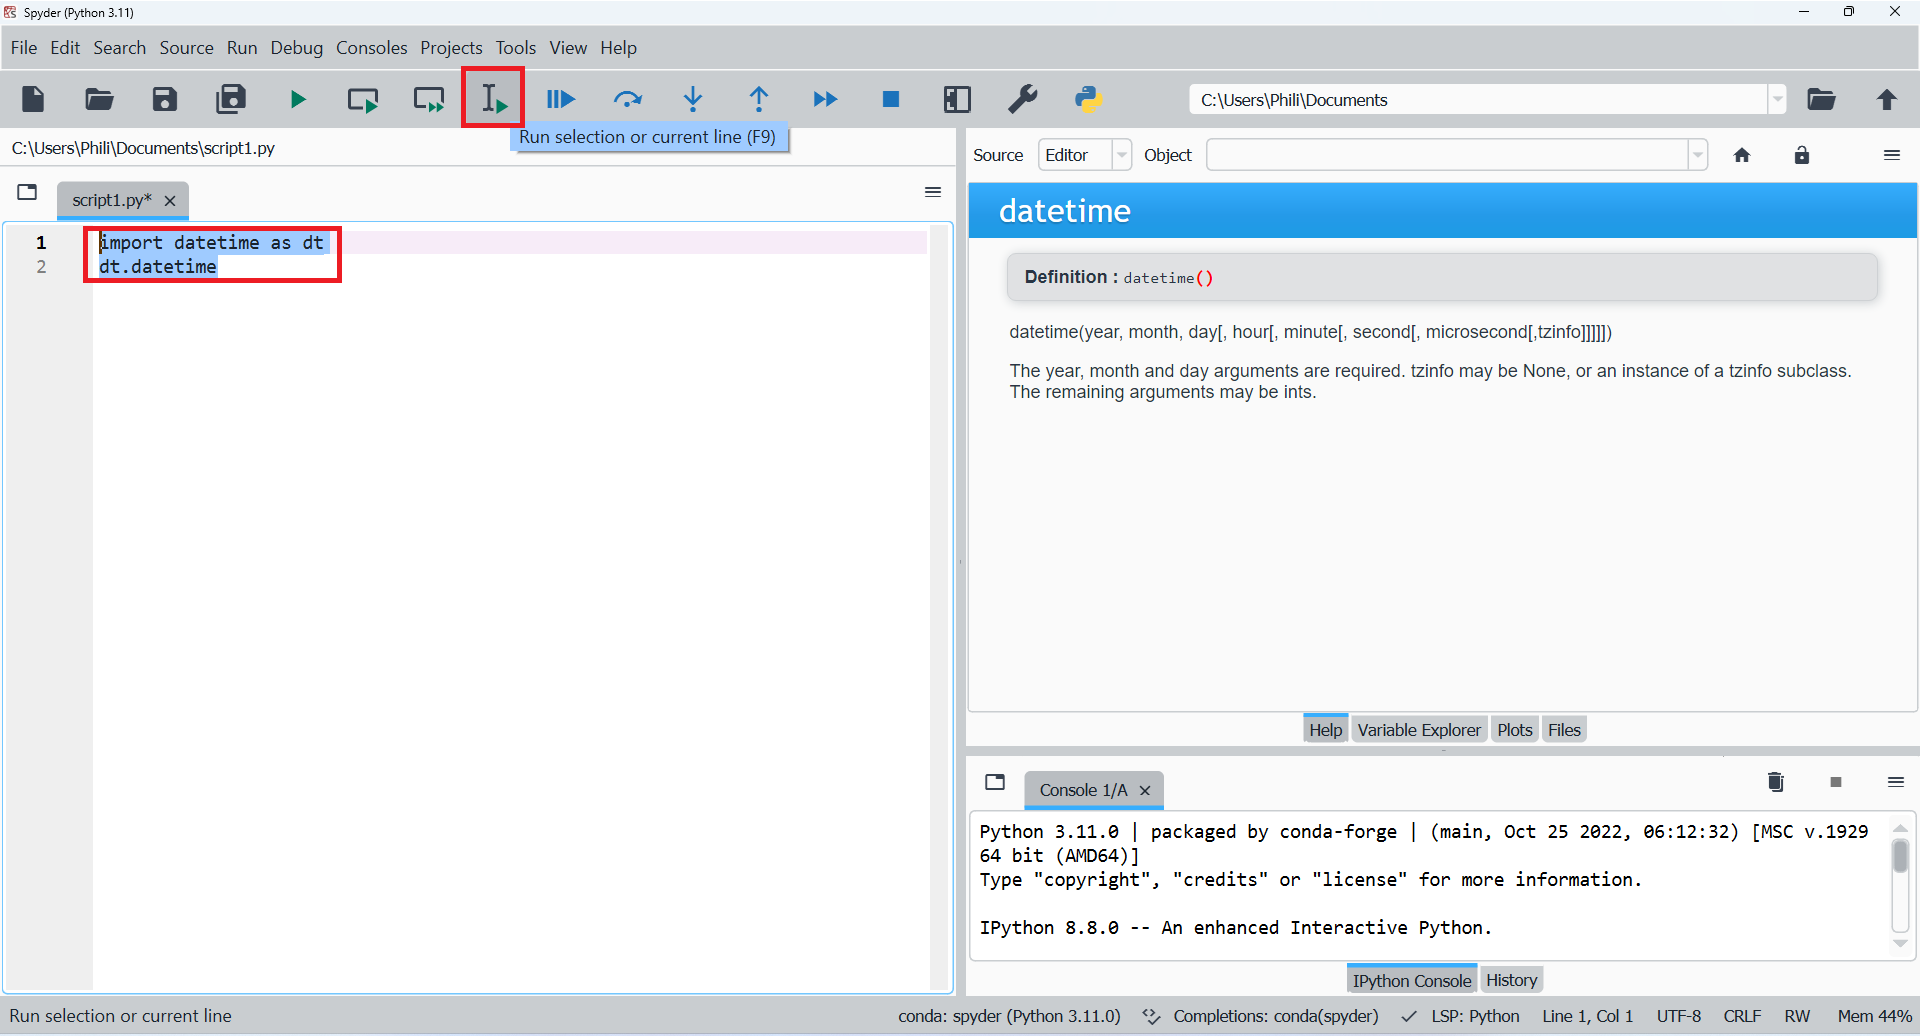 Spyder (Python 3.11)
File Edit Search Source Run Debug Consoles Projects Tools View Help
C:\Users\Phili\Documents
Run selection or current line (F9)
C:\Users\Phili\Documents\script1.py
script1.py*
1 import datetime as dt
2 dt.datetime
Source Editor Object
datetime
Definition : datetime()
datetime(year, month, day[, hour[, minute[, second[, microsecond[,tzinfo]]]]])
The year, month and day arguments are required. tzinfo may be None, or an instance of a tzinfo subclass.
The remaining arguments may be ints.
Help Variable Explorer Plots Files
Console 1/A
Python 3.11.0 | packaged by conda-forge | (main, Oct 25 2022, 06:12:32) [MSC v.1929
64 bit (AMD64)]
Type "copyright", "credits" or "license" for more information.
IPython 8.8.0 -- An enhanced Interactive Python.
IPython Console History
Run selection or current line
conda: spyder (Python 3.11.0) Completions: conda(spyder) LSP: Python Line 1, Col 1 UTF-8 CRLF RW Mem 44%